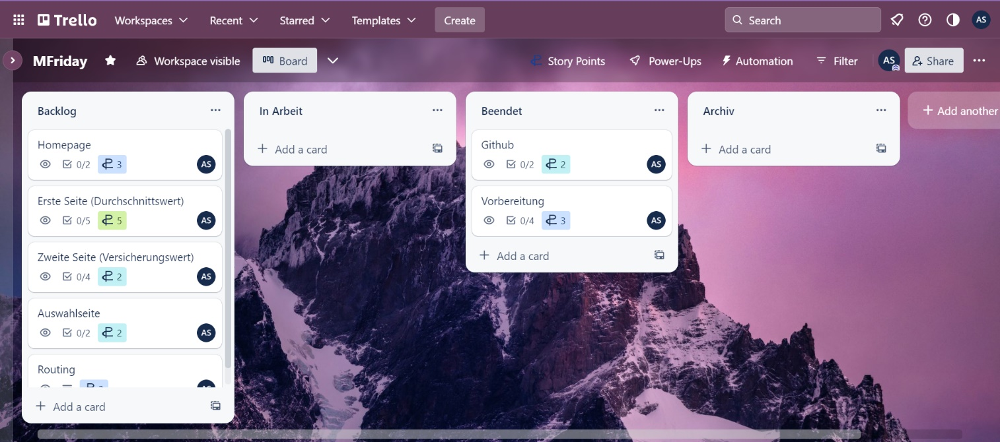 Trello Workspaces Recent Starred Templates Create Search AS
MFriday Workspace visible Board Story Points Power-Ups Automation Filter AS Share
Backlog
Homepage
0/2 3 AS
Erste Seite (Durchschnittswert)
0/5 5 AS
Zweite Seite (Versicherungswert)
0/4 2 AS
Auswahlseite
0/2 2 AS
Routing
Add a card
In Arbeit
Add a card
Beendet
Github
0/2 2 AS
Vorbereitung
0/4 3 AS
Add a card
Archiv
Add a card
Add another